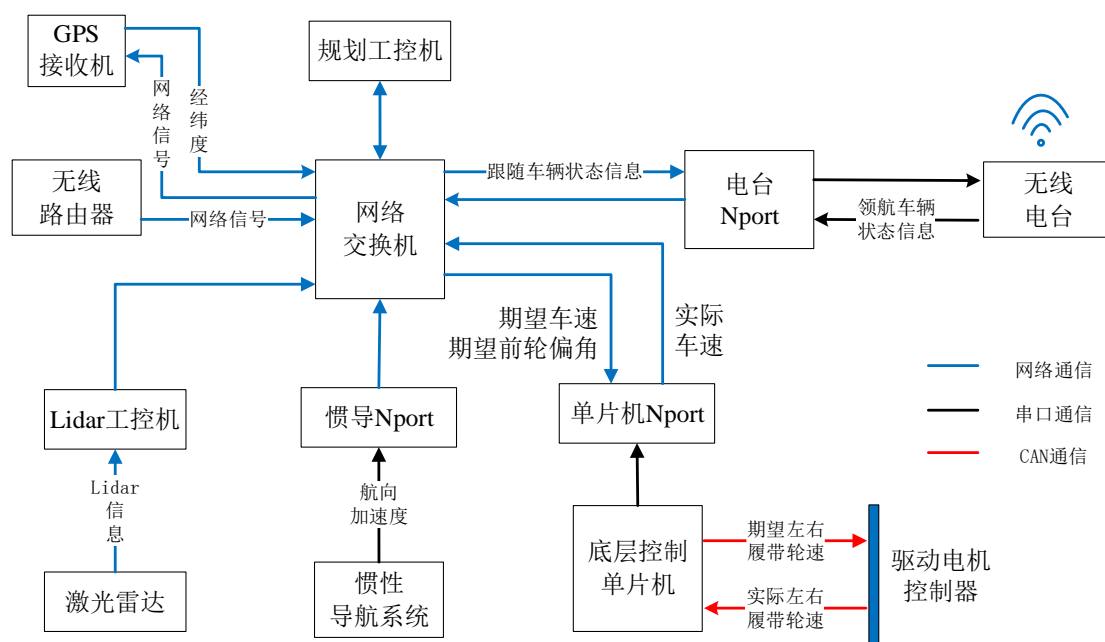 GPS
接收机
网
络
信
号
经
纬
度
规划工控机
无线
路由器
网络信号
网络
交换机
跟随车辆状态信息
电台
Nport
领航车辆
状态信息
无线
电台
期望车速
期望前轮偏角
实际
车速
网络通信
串口通信
CAN通信
Lidar工控机
惯导Nport
单片机Nport
Lidar
信
息
航向
加速度
激光雷达
惯性
导航系统
底层控制
单片机
期望左右
履带轮速
实际左右
履带轮速
驱动电机
控制器